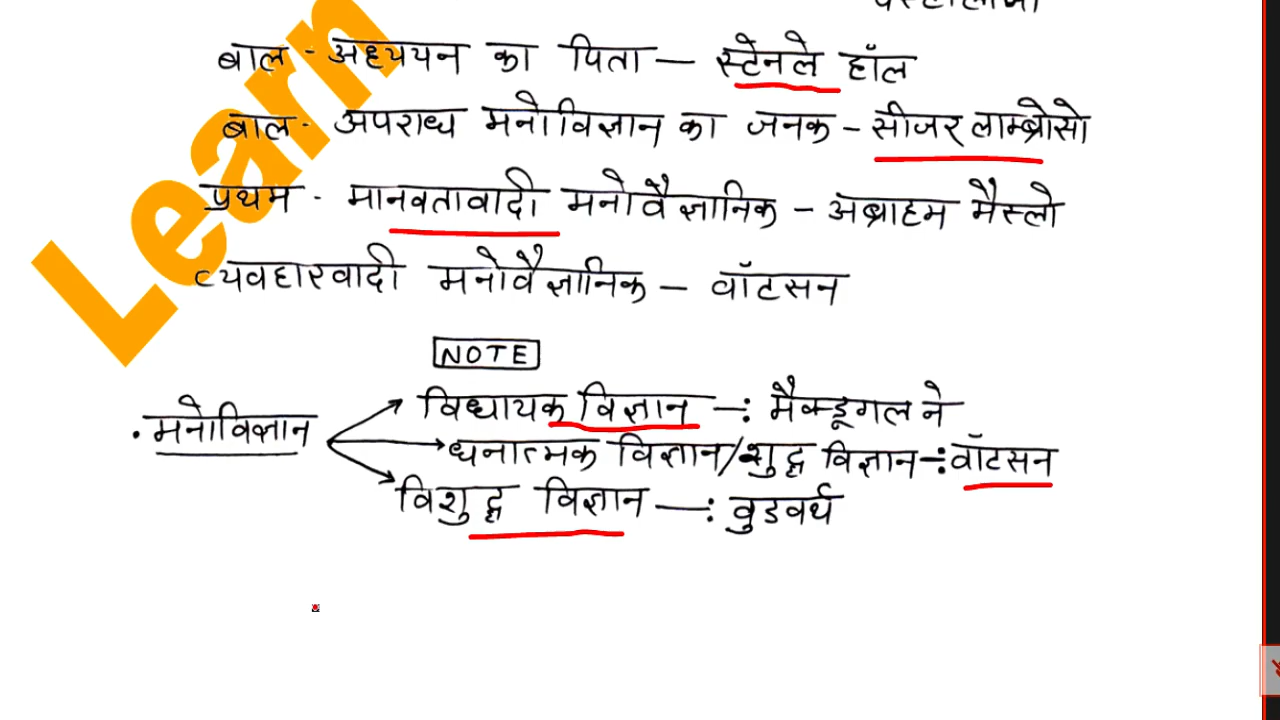 बाल - अध्ययन का पिता — स्टेनले हॉल
बाल - अपराध मनोविज्ञान का जनक - सीजर लाम्ब्रोसो
प्रथम - मानवतावादी मनोवैज्ञानिक - अब्राहम मैस्लो
व्यवहारवादी मनोवैज्ञानिक - वॉटसन
NOTE
विधायक विज्ञान —: मैक्डूगल ने
. मनोविज्ञान
धनात्मक विज्ञान/शुद्ध विज्ञान —: वॉटसन
विशुद्ध विज्ञान —: वुडवर्थ
Learn